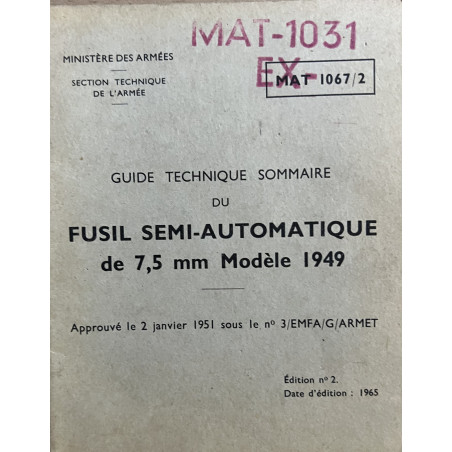 MAT-1031
MINISTÈRE DES ARMÉES
EX-
SECTION TECHNIQUE
DE L'ARMÉE
MAT 1067/2
GUIDE TECHNIQUE SOMMAIRE
DU
FUSIL SEMI-AUTOMATIQUE
de 7,5 mm Modèle 1949
Approuvé le 2 janvier 1951 sous le nº 3/EMFA/G/ARMET
Édition nº 2.
Date d'édition : 1965